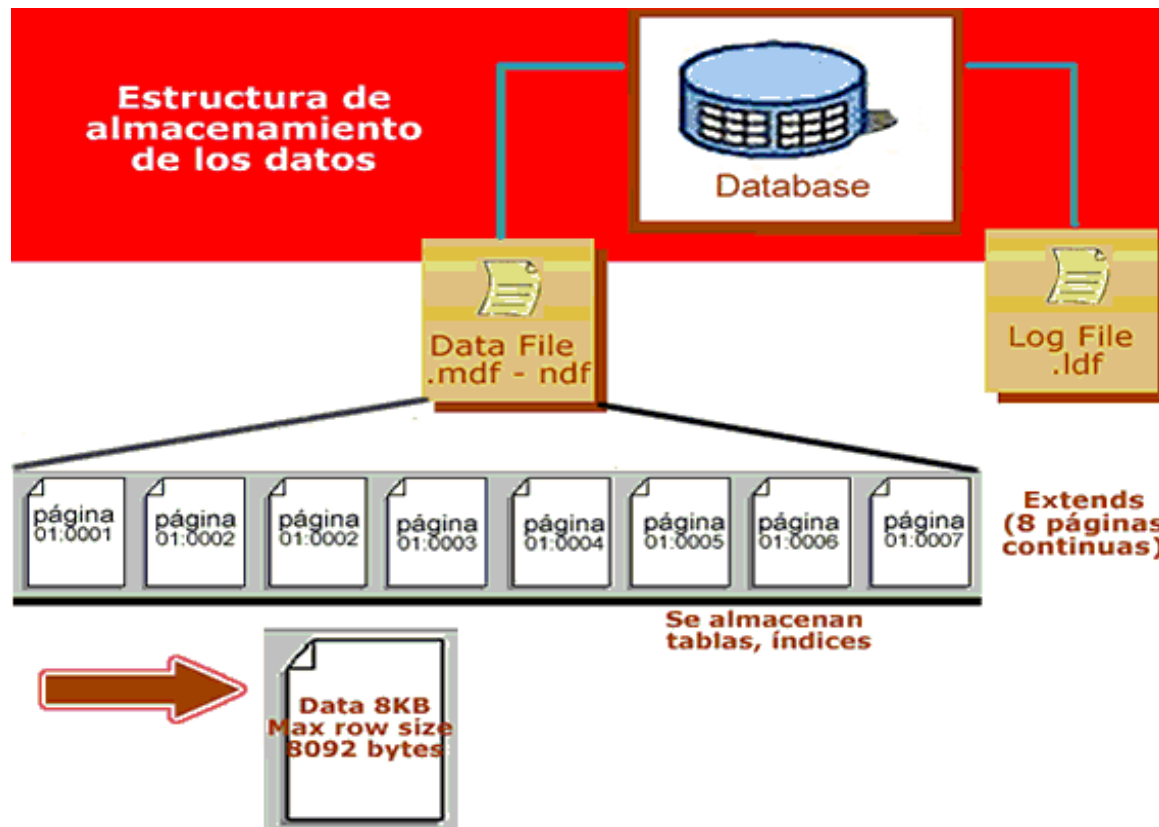 Estructura de
almacenamiento
de los datos
Database
Data File
.mdf - ndf
Log File
.ldf
página
01:0001
página
01:0002
página
01:0002
página
01:0003
página
01:0004
página
01:0005
página
01:0006
página
01:0007
Extends
(8 páginas
continuas)
Se almacenan
tablas, índices
Data 8KB
Max row size
8092 bytes